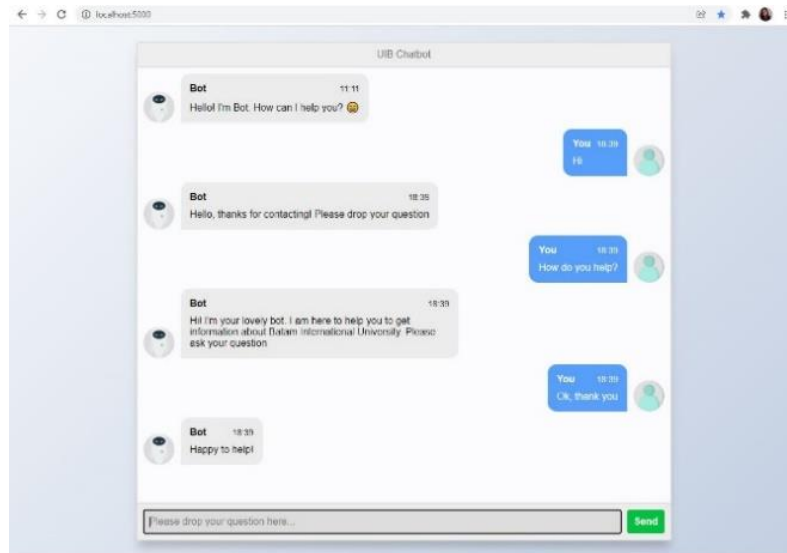 localhost:5000
UIB Chatbot
Bot 11:11
Hello! I'm Bot. How can I help you? 😄
You 18:39
Hi
Bot 18:39
Hello, thanks for contacting! Please drop your question
You 18:39
How do you help?
Bot 18:39
Hi! I'm your lovely bot. I am here to help you to get
information about Batam International University. Please
ask your question
You 18:39
Ok, thank you
Bot 18:39
Happy to help!
Please drop your question here...
Send